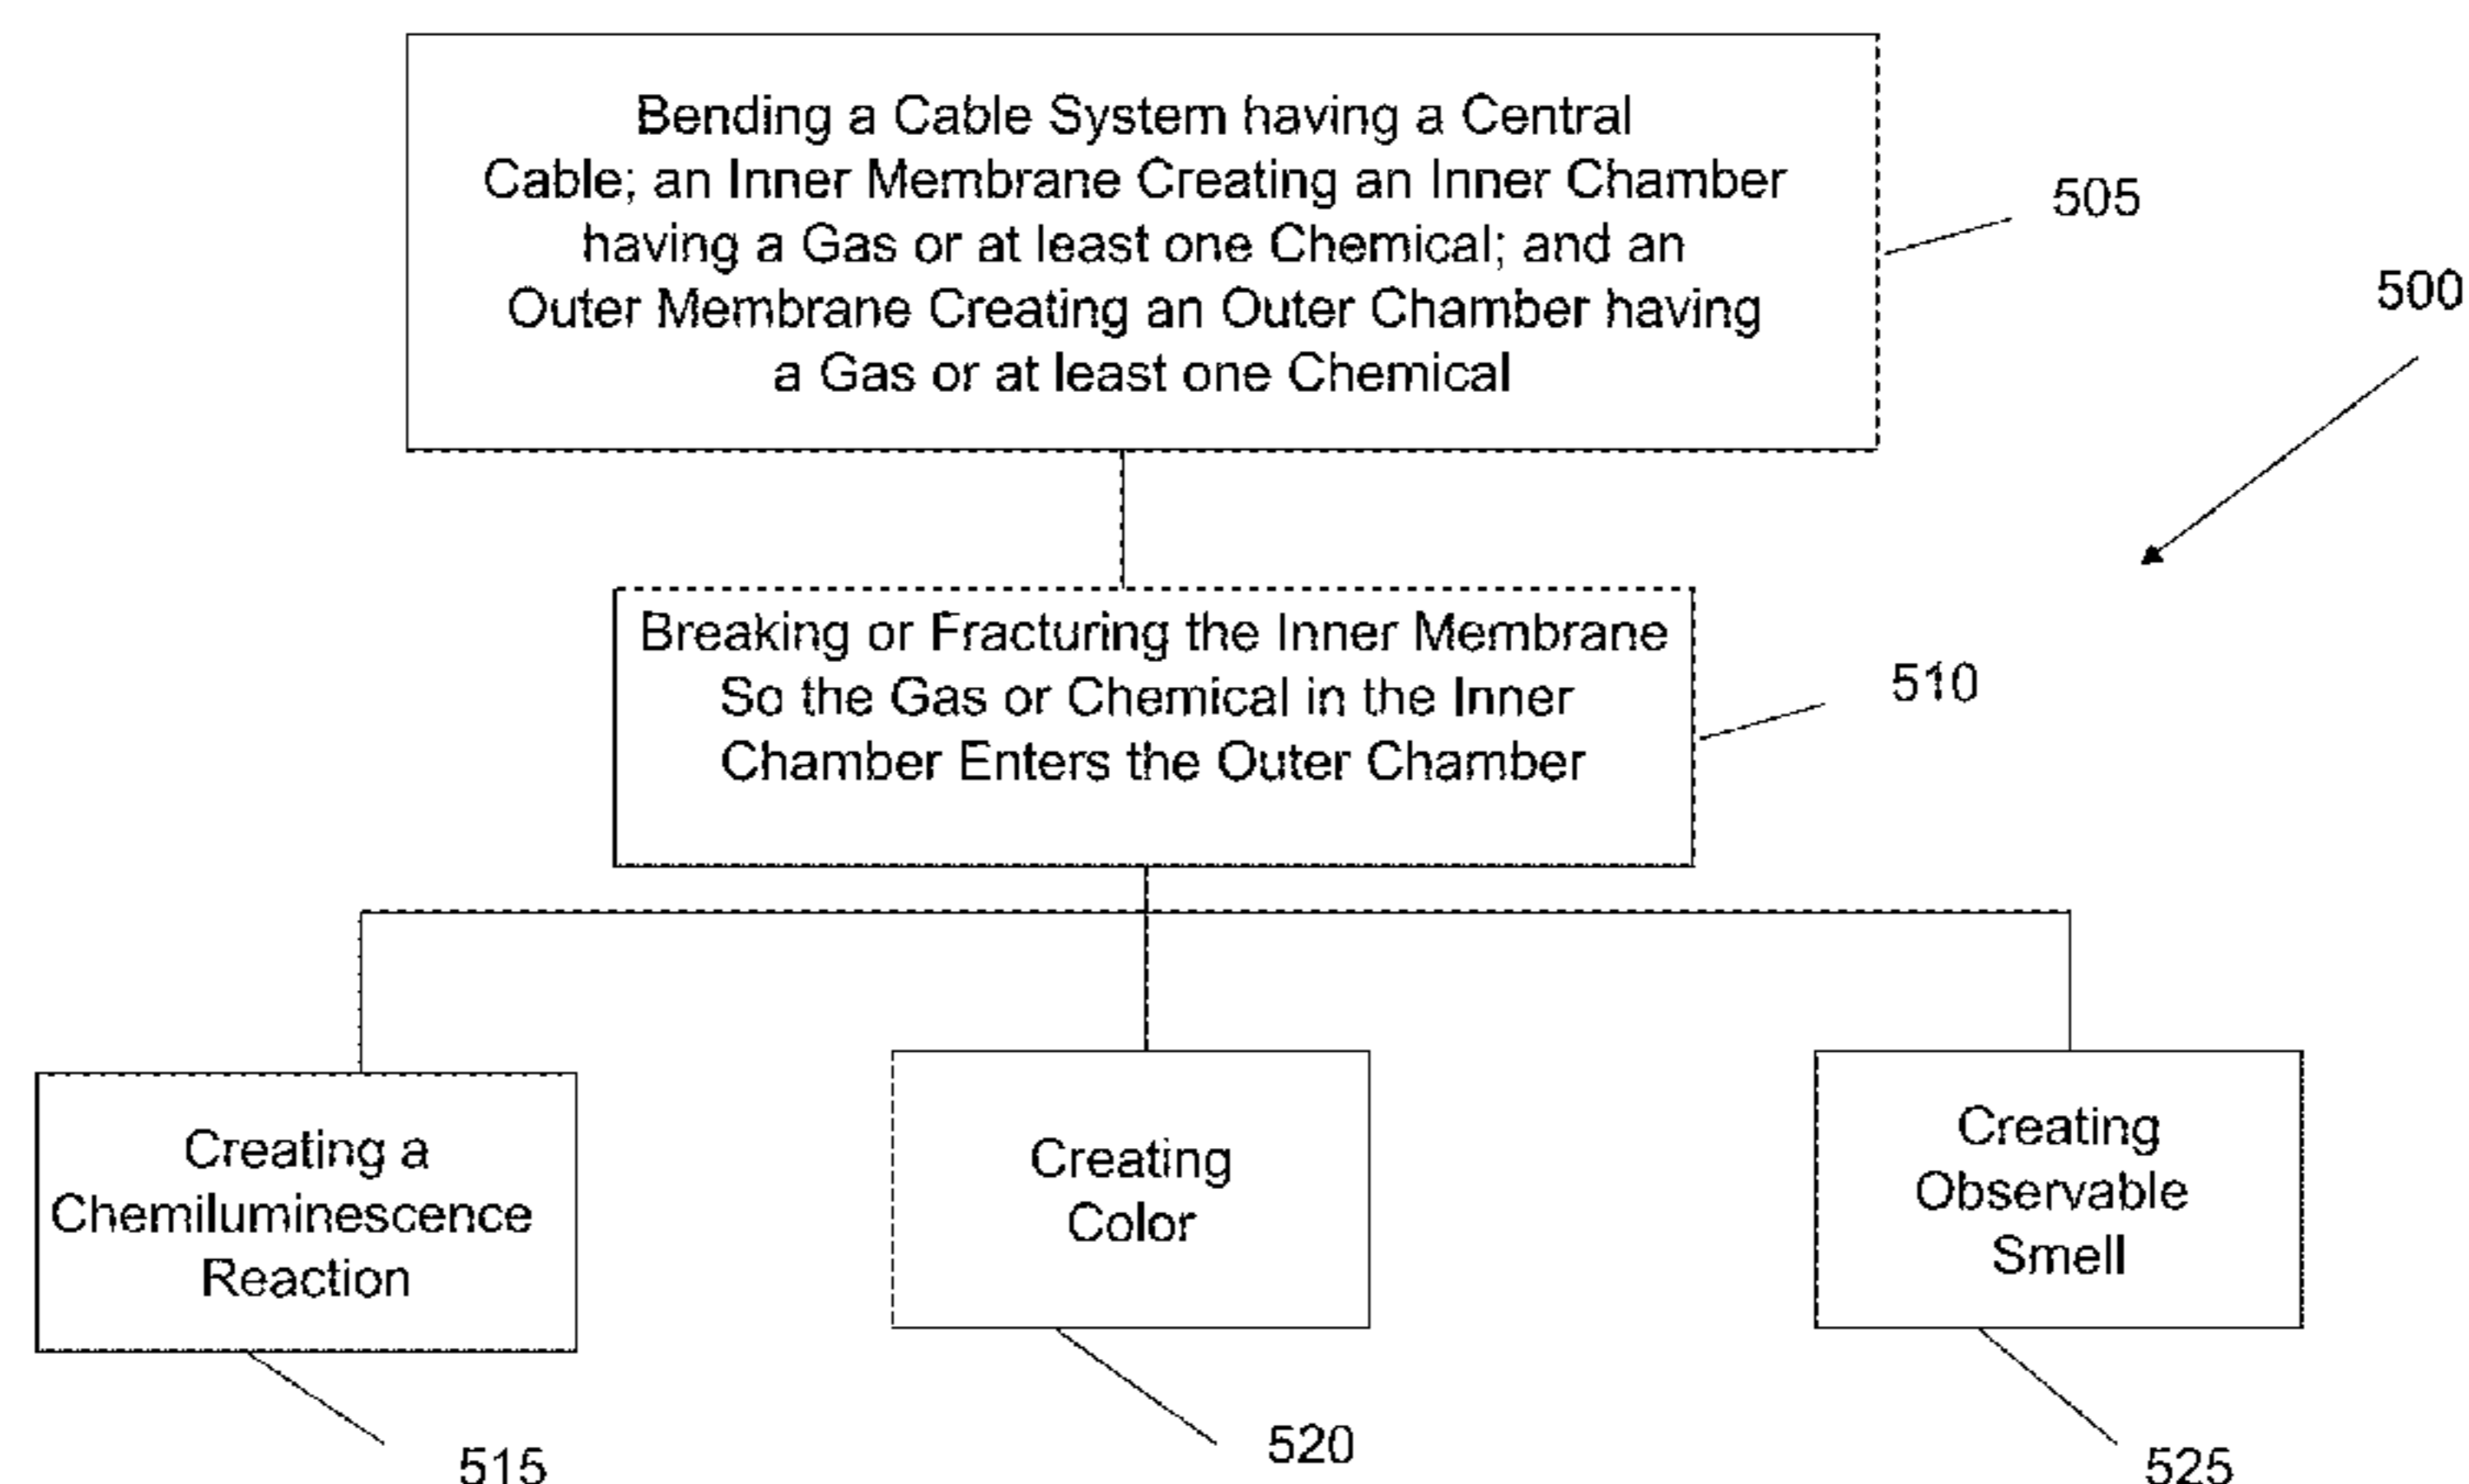 Bending a Cable System having a Central
Cable; an Inner Membrane Creating an Inner Chamber
having a Gas or at least one Chemical; and an
Outer Membrane Creating an Outer Chamber having
a Gas or at least one Chemical
505
500
Breaking or Fracturing the Inner Membrane
So the Gas or Chemical in the Inner
Chamber Enters the Outer Chamber
510
Creating a
Chemiluminescence
Reaction
515
Creating
Color
520
Creating
Observable
Smell
525